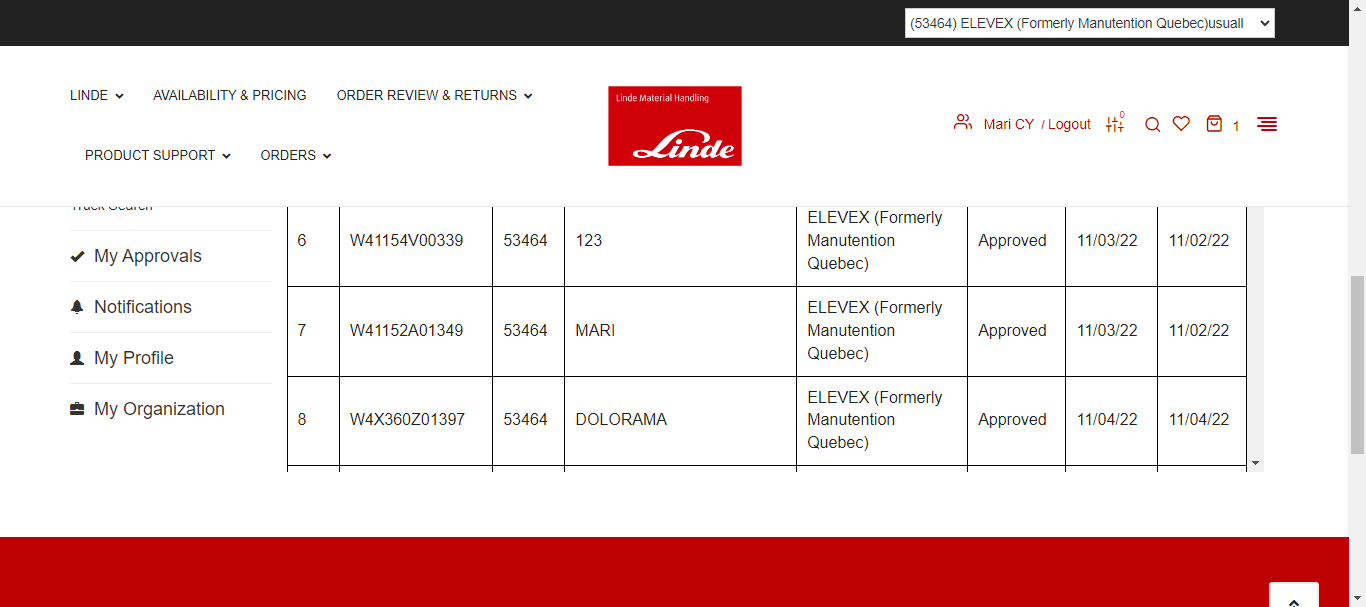 (53464) ELEVEX (Formerly Manutention Quebec)usuall
LINDE
AVAILABILITY & PRICING
ORDER REVIEW & RETURNS
PRODUCT SUPPORT
ORDERS
Linde Material Handling
Linde
Mari CY / Logout
0
1
Truck Search
My Approvals
Notifications
My Profile
My Organization
6 W41154V00339 53464 123 ELEVEX (Formerly Manutention Quebec) Approved 11/03/22 11/02/22
7 W41152A01349 53464 MARI ELEVEX (Formerly Manutention Quebec) Approved 11/03/22 11/02/22
8 W4X360Z01397 53464 DOLORAMA ELEVEX (Formerly Manutention Quebec) Approved 11/04/22 11/04/22